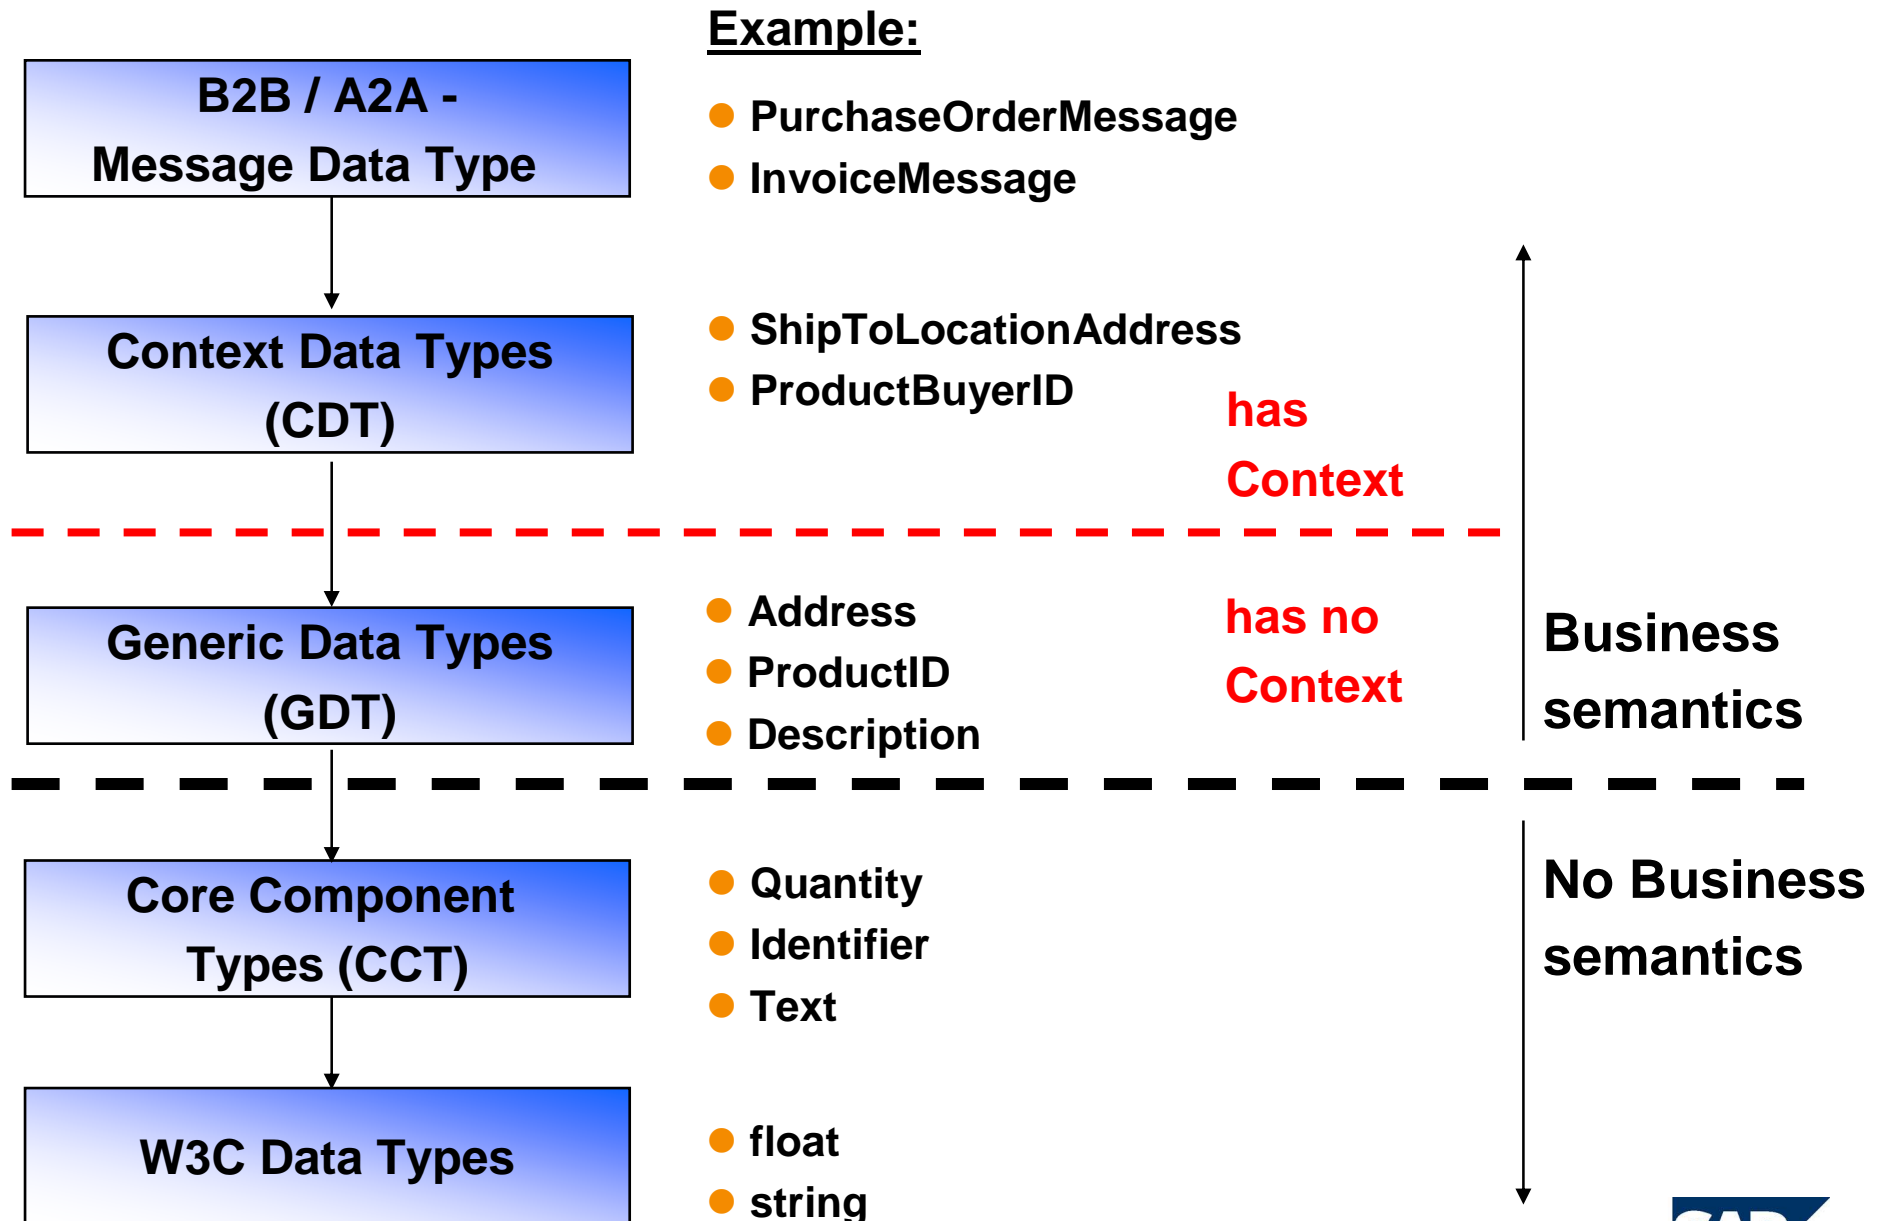 Example:
B2B / A2A -
Message Data Type
PurchaseOrderMessage
InvoiceMessage
Context Data Types
(CDT)
ShipToLocationAddress
ProductBuyerID
has
Context
Generic Data Types
(GDT)
Address
ProductID
Description
has no
Context
Business
semantics
Core Component
Types (CCT)
Quantity
Identifier
Text
No Business
semantics
W3C Data Types
float
string
SAP